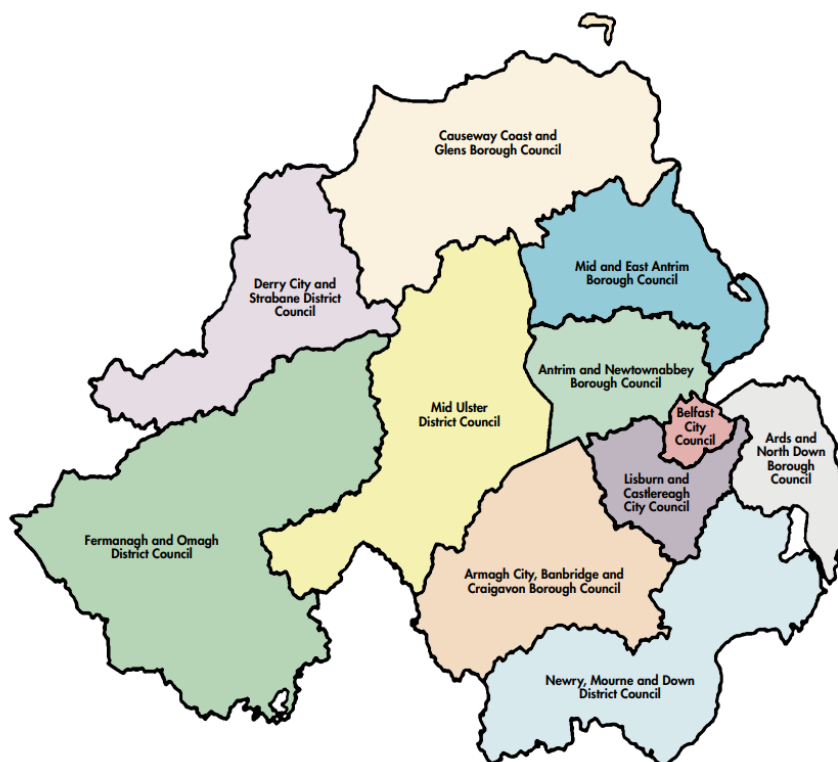 Causeway Coast and
Glens Borough Council
Mid and East Antrim
Borough Council
Derry City and
Strabane District
Council
Antrim and Newtownabbey
Borough Council
Mid Ulster
District Council
Belfast
City
Council
Ards and
North Down
Borough
Council
Lisburn and
Castlereagh
City Council
Fermanagh and Omagh
District Council
Armagh City, Banbridge and
Craigavon Borough Council
Newry, Mourne and Down
District Council